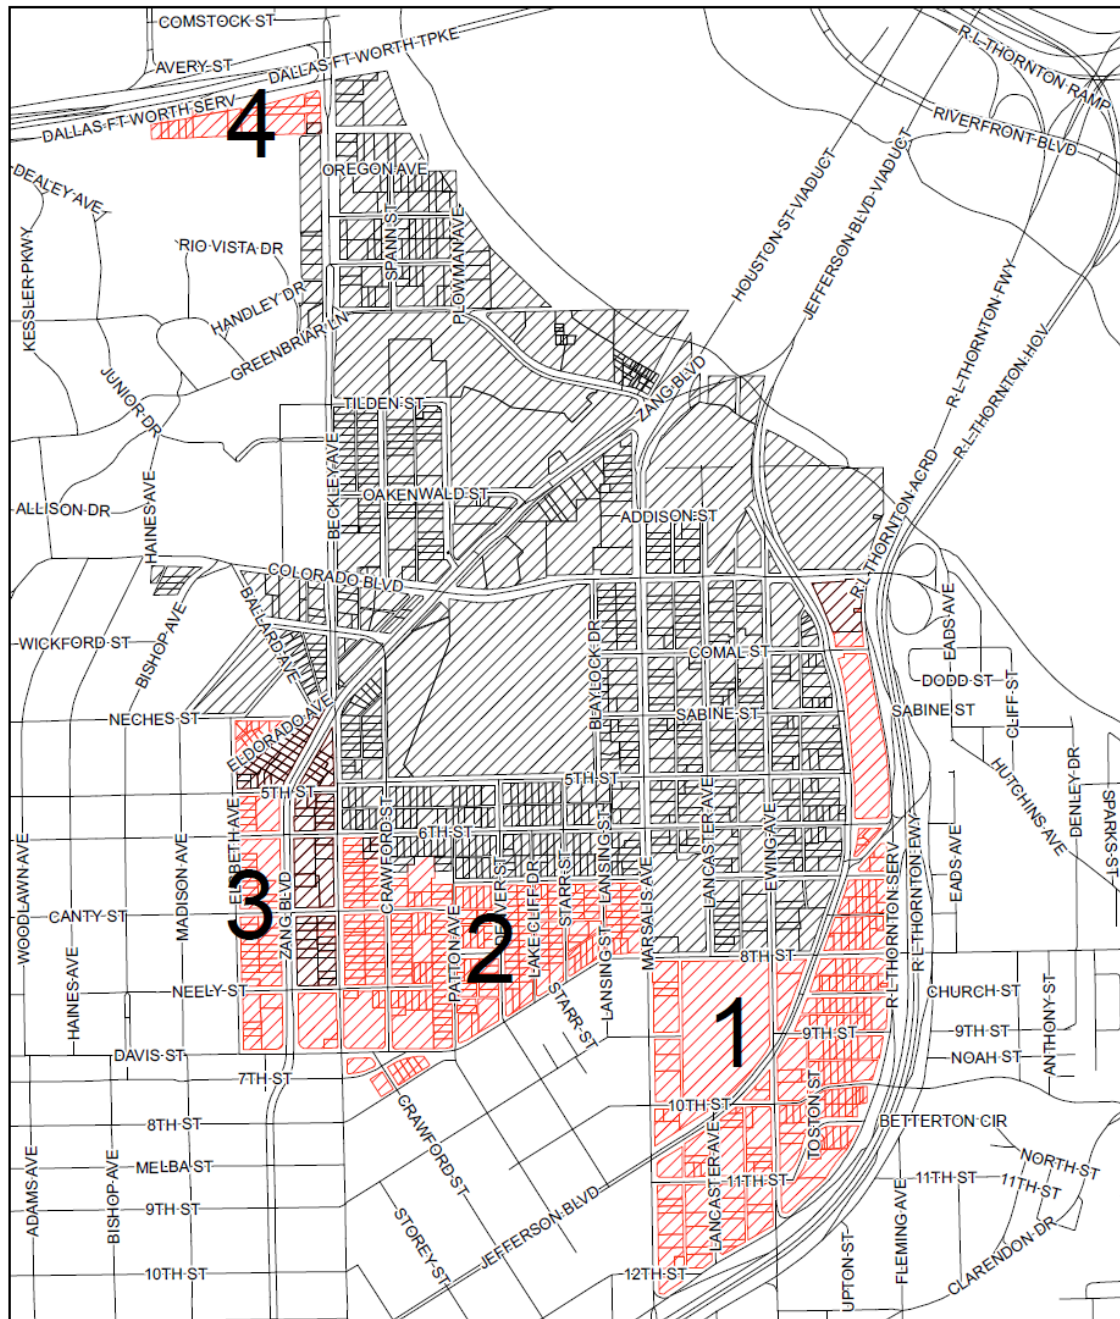 COMSTOCK ST
AVERY ST
DALLAS FT WORTH TPKE
R L THORNTON RAMP
DALLAS FT WORTH SERV
4
RIVERFRONT BLVD
DEALEY AVE
OREGON AVE
HOUSTON ST VIADUCT
JEFFERSON BLVD VIADUCT
KESSLER PKWY
RIO VISTA DR
SPANN ST
PLOWMAN AVE
HANDLEY DR
GREENBRIAR LN
R L THORNTON FWY
R L THORNTON HOV
JUNIOR DR
TILDEN ST
ZANG BLVD
BECKLEY AVE
OAKENWALD ST
ALLISON DR
HAINES AVE
ADDISON ST
R L THORNTON ACRD
COLORADO BLVD
BALLARD AVE
WICKFORD ST
BISHOP AVE
BLAYLOCK DR
COMAL ST
EADS AVE
DODD ST
CLIFF ST
NECHES ST
ELDORADO AVE
SABINE ST
SABINE ST
5TH ST
5TH ST
HUTCHINS AVE
DENLEY DR
SPARKS ST
WOODLAWN AVE
MADISON AVE
ELSBETH AVE
ZANG BLVD
CRAWFORD ST
6TH ST
LANSING ST
LANCASTER AVE
EWING AVE
EADS AVE
3
CANTY ST
PATTON AVE
DENVER ST
LAKE CLIFF DR
STARR ST
MARSALIS AVE
R L THORNTON SERV
R L THORNTON FWY
2
8TH ST
HAINES AVE
NEELY ST
STARR ST
LANSING ST
1
CHURCH ST
ANTHONY ST
9TH ST
9TH ST
DAVIS ST
NOAH ST
7TH ST
TOSTON ST
10TH ST
8TH ST
CRAWFORD ST
BETTERTON CIR
ADAMS AVE
BISHOP AVE
MELBA ST
LANCASTER AVE
11TH ST
11TH ST
NORTH ST
11TH ST
9TH ST
STOREY ST
JEFFERSON BLVD
FLEMING AVE
UPTON ST
CLARENDON DR
10TH ST
12TH ST